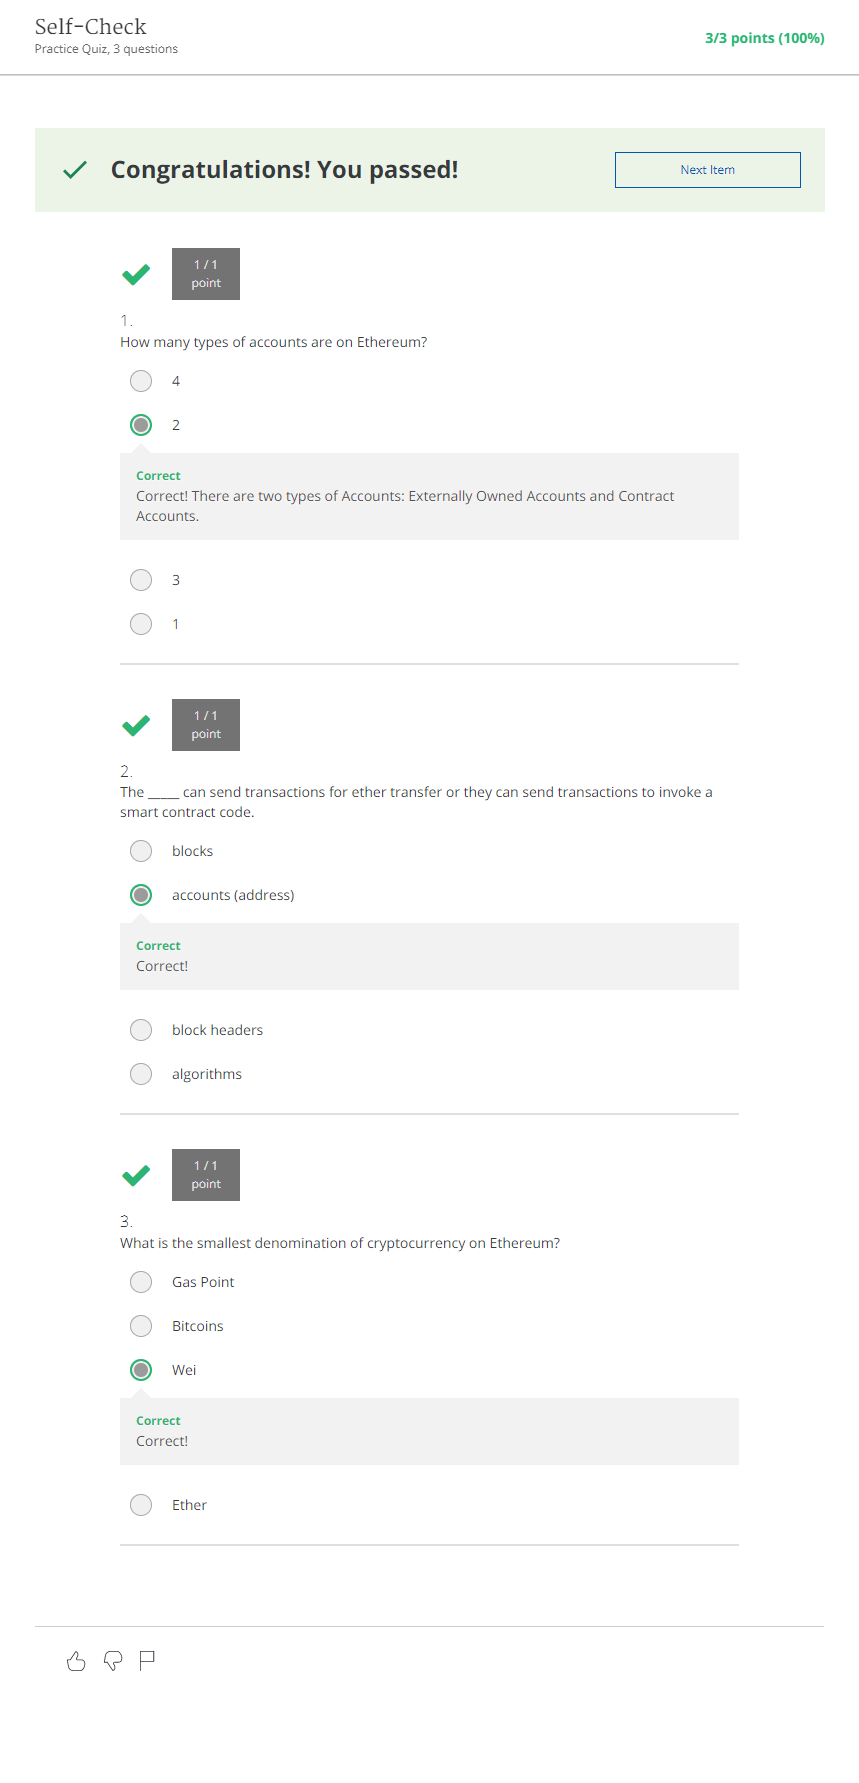 Self-Check
Practice Quiz, 3 questions
3/3 points (100%)
Congratulations! You passed!
Next Item
1 / 1
point
1.
How many types of accounts are on Ethereum?
4
2
Correct
Correct! There are two types of Accounts: Externally Owned Accounts and Contract
Accounts.
3
1
1 / 1
point
2.
The _____ can send transactions for ether transfer or they can send transactions to invoke a
smart contract code.
blocks
accounts (address)
Correct
Correct!
block headers
algorithms
1 / 1
point
3.
What is the smallest denomination of cryptocurrency on Ethereum?
Gas Point
Bitcoins
Wei
Correct
Correct!
Ether